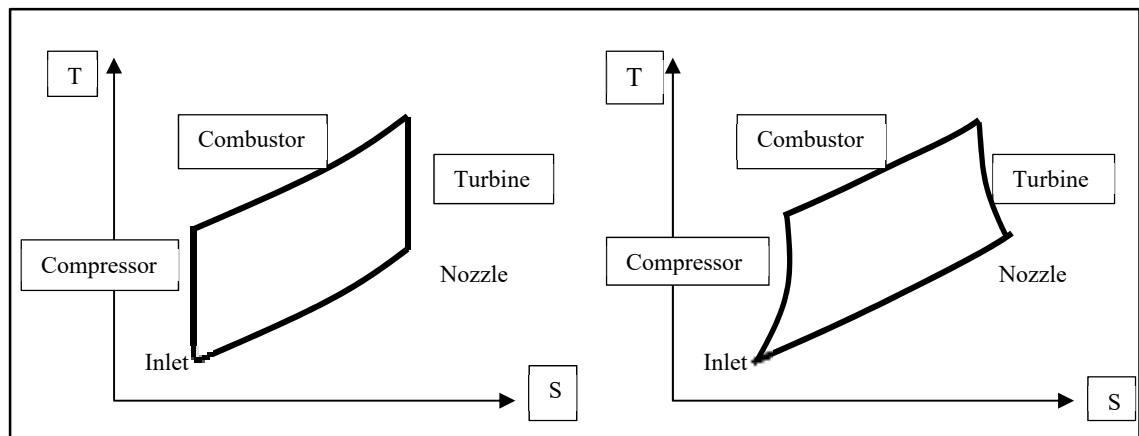 T
Combustor
Turbine
Compressor
Nozzle
Inlet
S
T
Combustor
Turbine
Compressor
Nozzle
Inlet
S